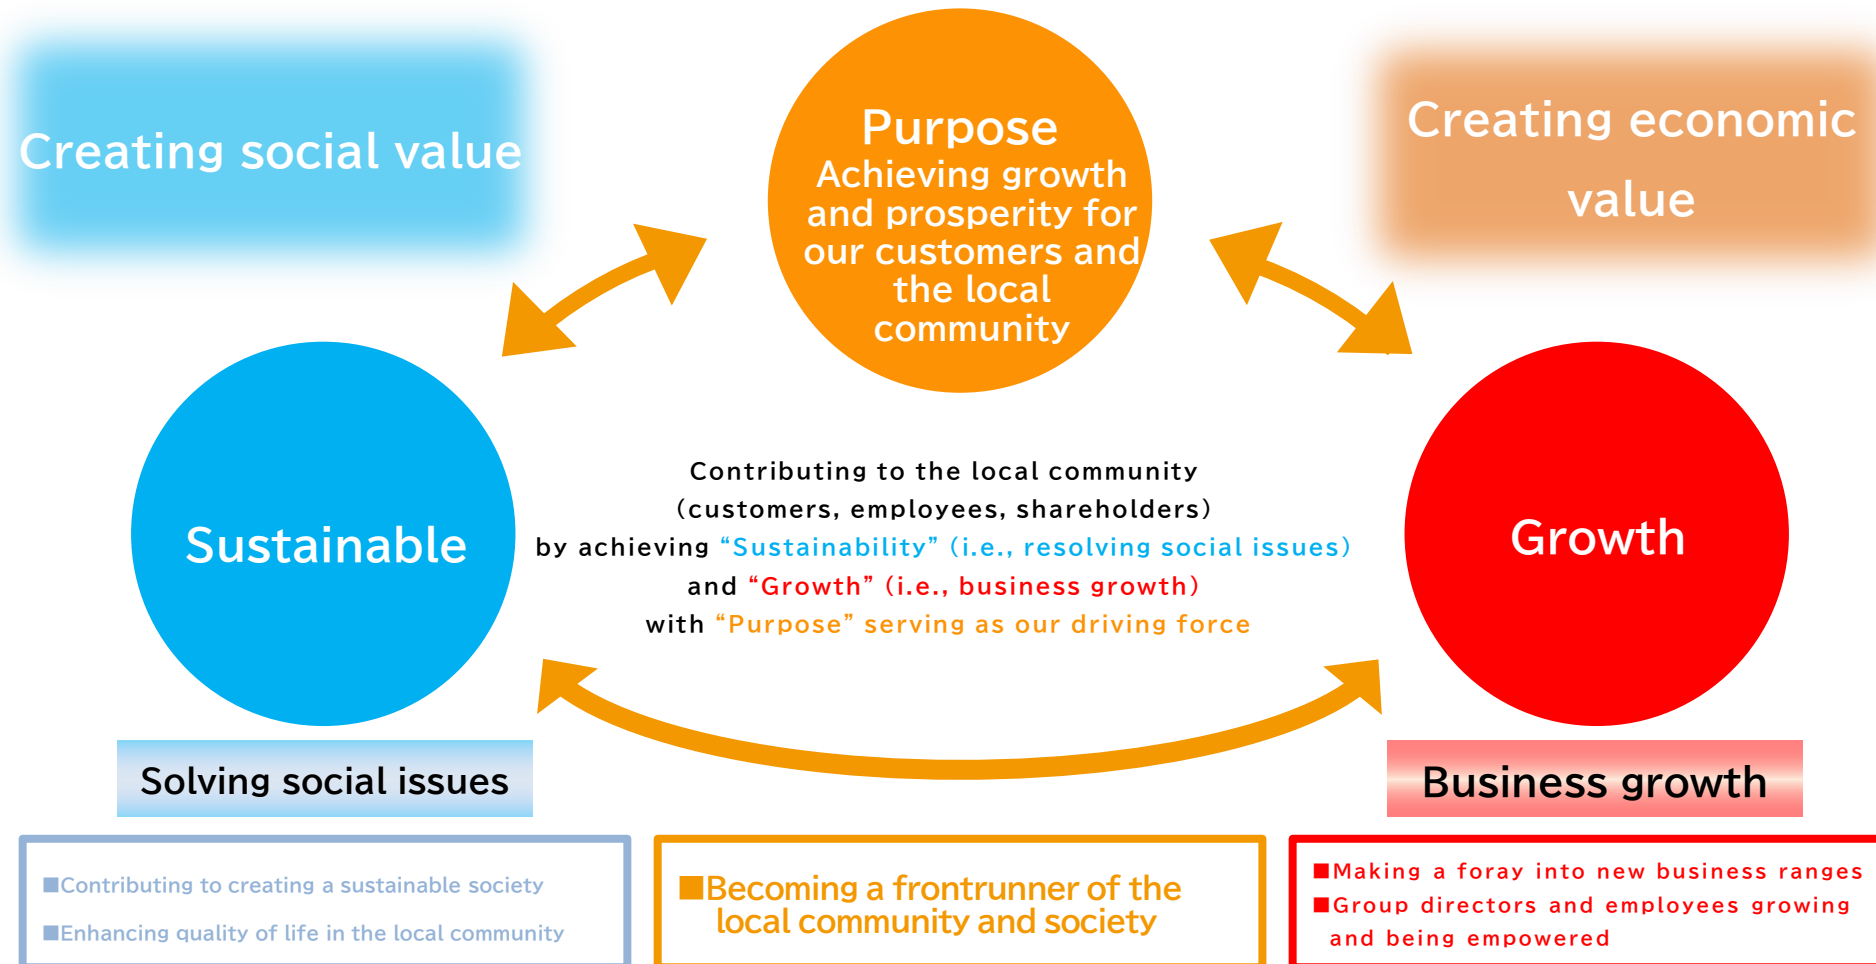 Creating social value
Purpose
Achieving growth
and prosperity for
our customers and
the local
community
Creating economic
value
Sustainable
Contributing to the local community
(customers, employees, shareholders)
by achieving “Sustainability” (i.e., resolving social issues)
and “Growth” (i.e., business growth)
with “Purpose” serving as our driving force
Growth
Solving social issues
Business growth
■Contributing to creating a sustainable society
■Enhancing quality of life in the local community
■Becoming a frontrunner of the
local community and society
■Making a foray into new business ranges
■Group directors and employees growing
and being empowered